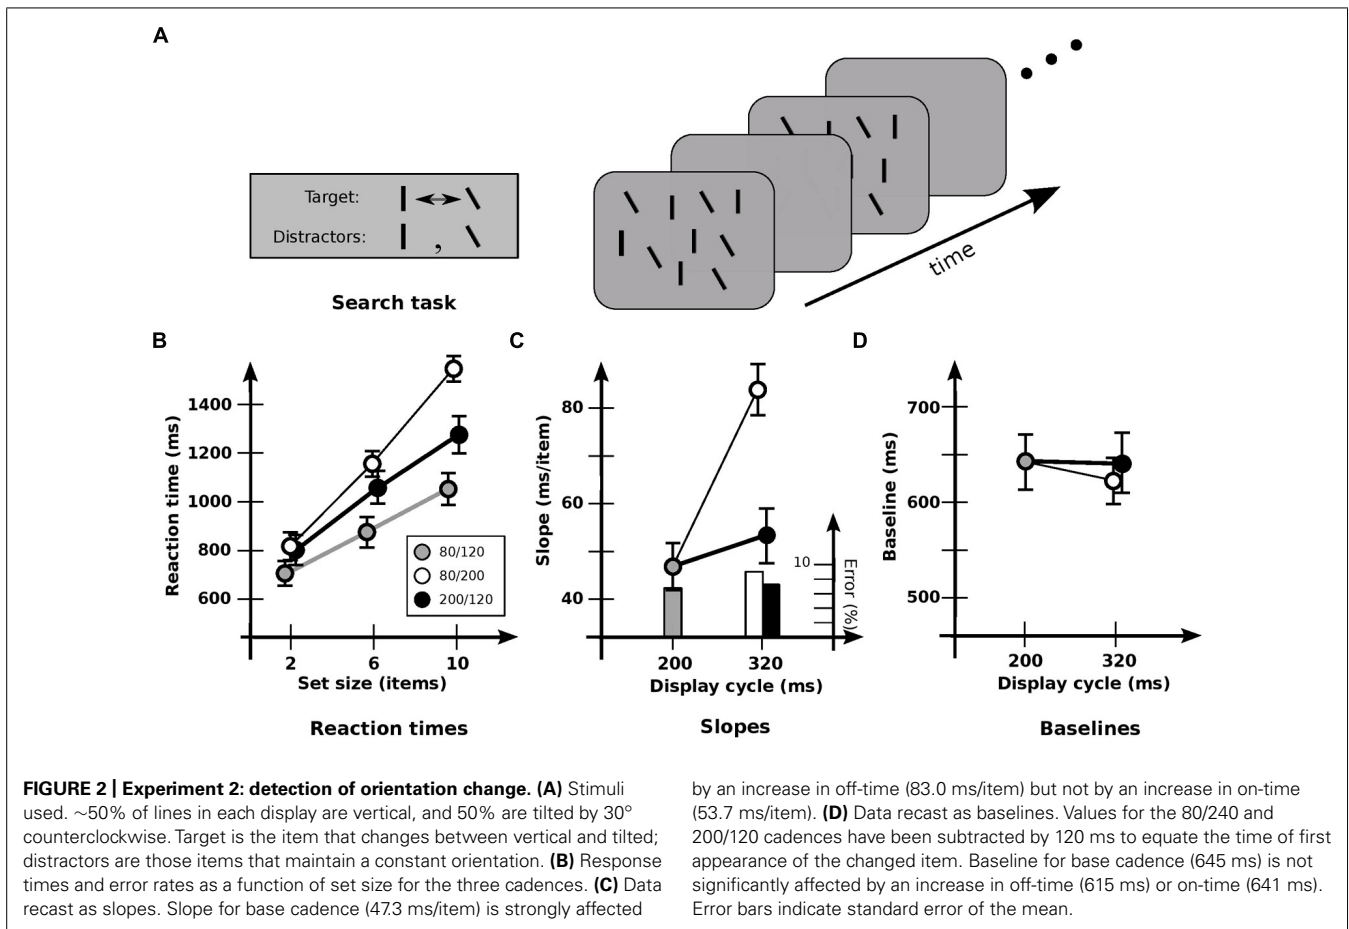 A
Target:
Distractors: ,
Search task
time
B
Reaction time (ms)
1400
1200
1000
800
600
80/120
80/200
200/120
2 6 10
Set size (items)
Reaction times
C
Slope (ms/item)
80
60
40
10
Error (%)
200 320
Display cycle (ms)
Slopes
D
Baseline (ms)
700
600
500
200 320
Display cycle (ms)
Baselines
FIGURE 2 | Experiment 2: detection of orientation change. (A) Stimuli
used. ~50% of lines in each display are vertical, and 50% are tilted by 30°
counterclockwise. Target is the item that changes between vertical and tilted;
distractors are those items that maintain a constant orientation. (B) Response
times and error rates as a function of set size for the three cadences. (C) Data
recast as slopes. Slope for base cadence (47.3 ms/item) is strongly affected
by an increase in off-time (83.0 ms/item) but not by an increase in on-time
(53.7 ms/item). (D) Data recast as baselines. Values for the 80/240 and
200/120 cadences have been subtracted by 120 ms to equate the time of first
appearance of the changed item. Baseline for base cadence (645 ms) is not
significantly affected by an increase in off-time (615 ms) or on-time (641 ms).
Error bars indicate standard error of the mean.